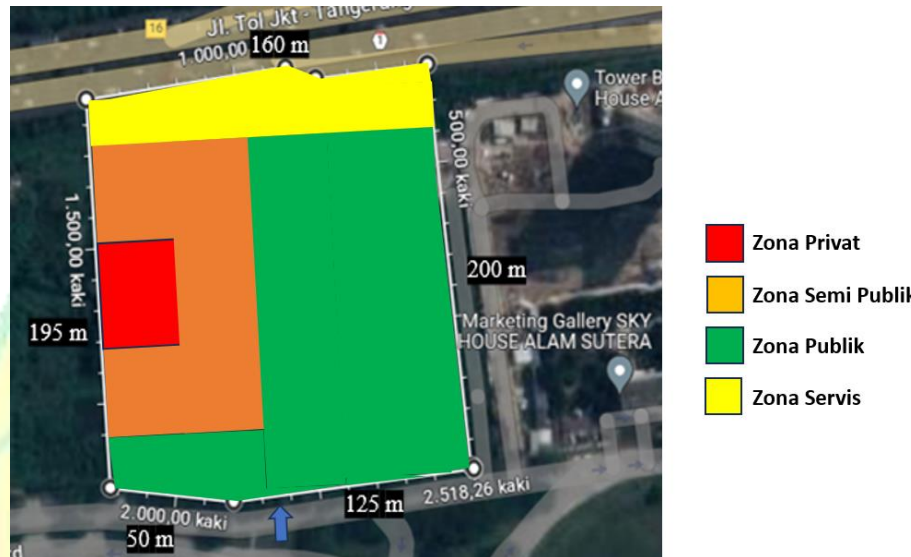 Jl. Tol Jkt - Tangerang
16
160 m
1
1.000,00
Tower B
House A
500,00 kaki
1.500,00 kaki
200 m
195 m
Marketing Gallery SKY
HOUSE ALAM SUTERA
125 m
2.518,26 kaki
2.000,00 kaki
50 m
Zona Privat
Zona Semi Publik
Zona Publik
Zona Servis